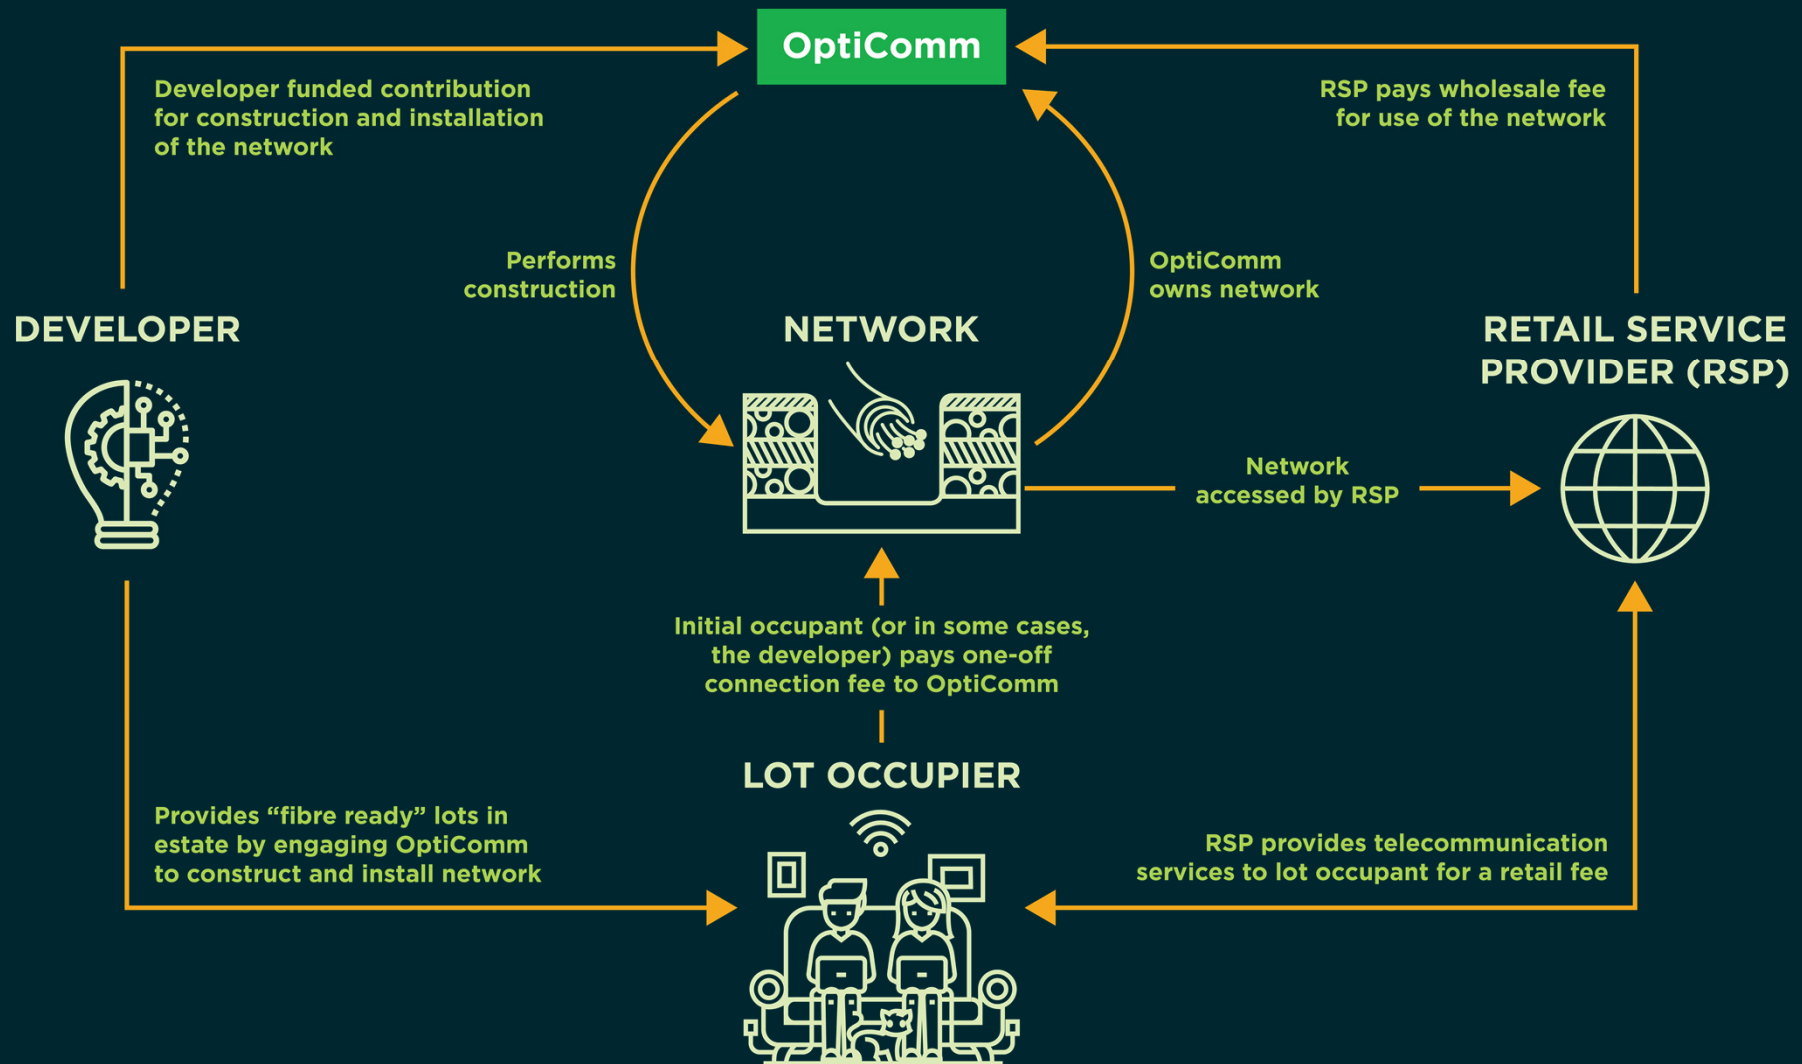 OptiComm
Developer funded contribution
for construction and installation
of the network
RSP pays wholesale fee
for use of the network
Performs
construction
OptiComm
owns network
DEVELOPER
NETWORK
RETAIL SERVICE
PROVIDER (RSP)
Network
accessed by RSP
Initial occupant (or in some cases,
the developer) pays one-off
connection fee to OptiComm
LOT OCCUPIER
Provides “fibre ready” lots in
estate by engaging OptiComm
to construct and install network
RSP provides telecommunication
services to lot occupant for a retail fee